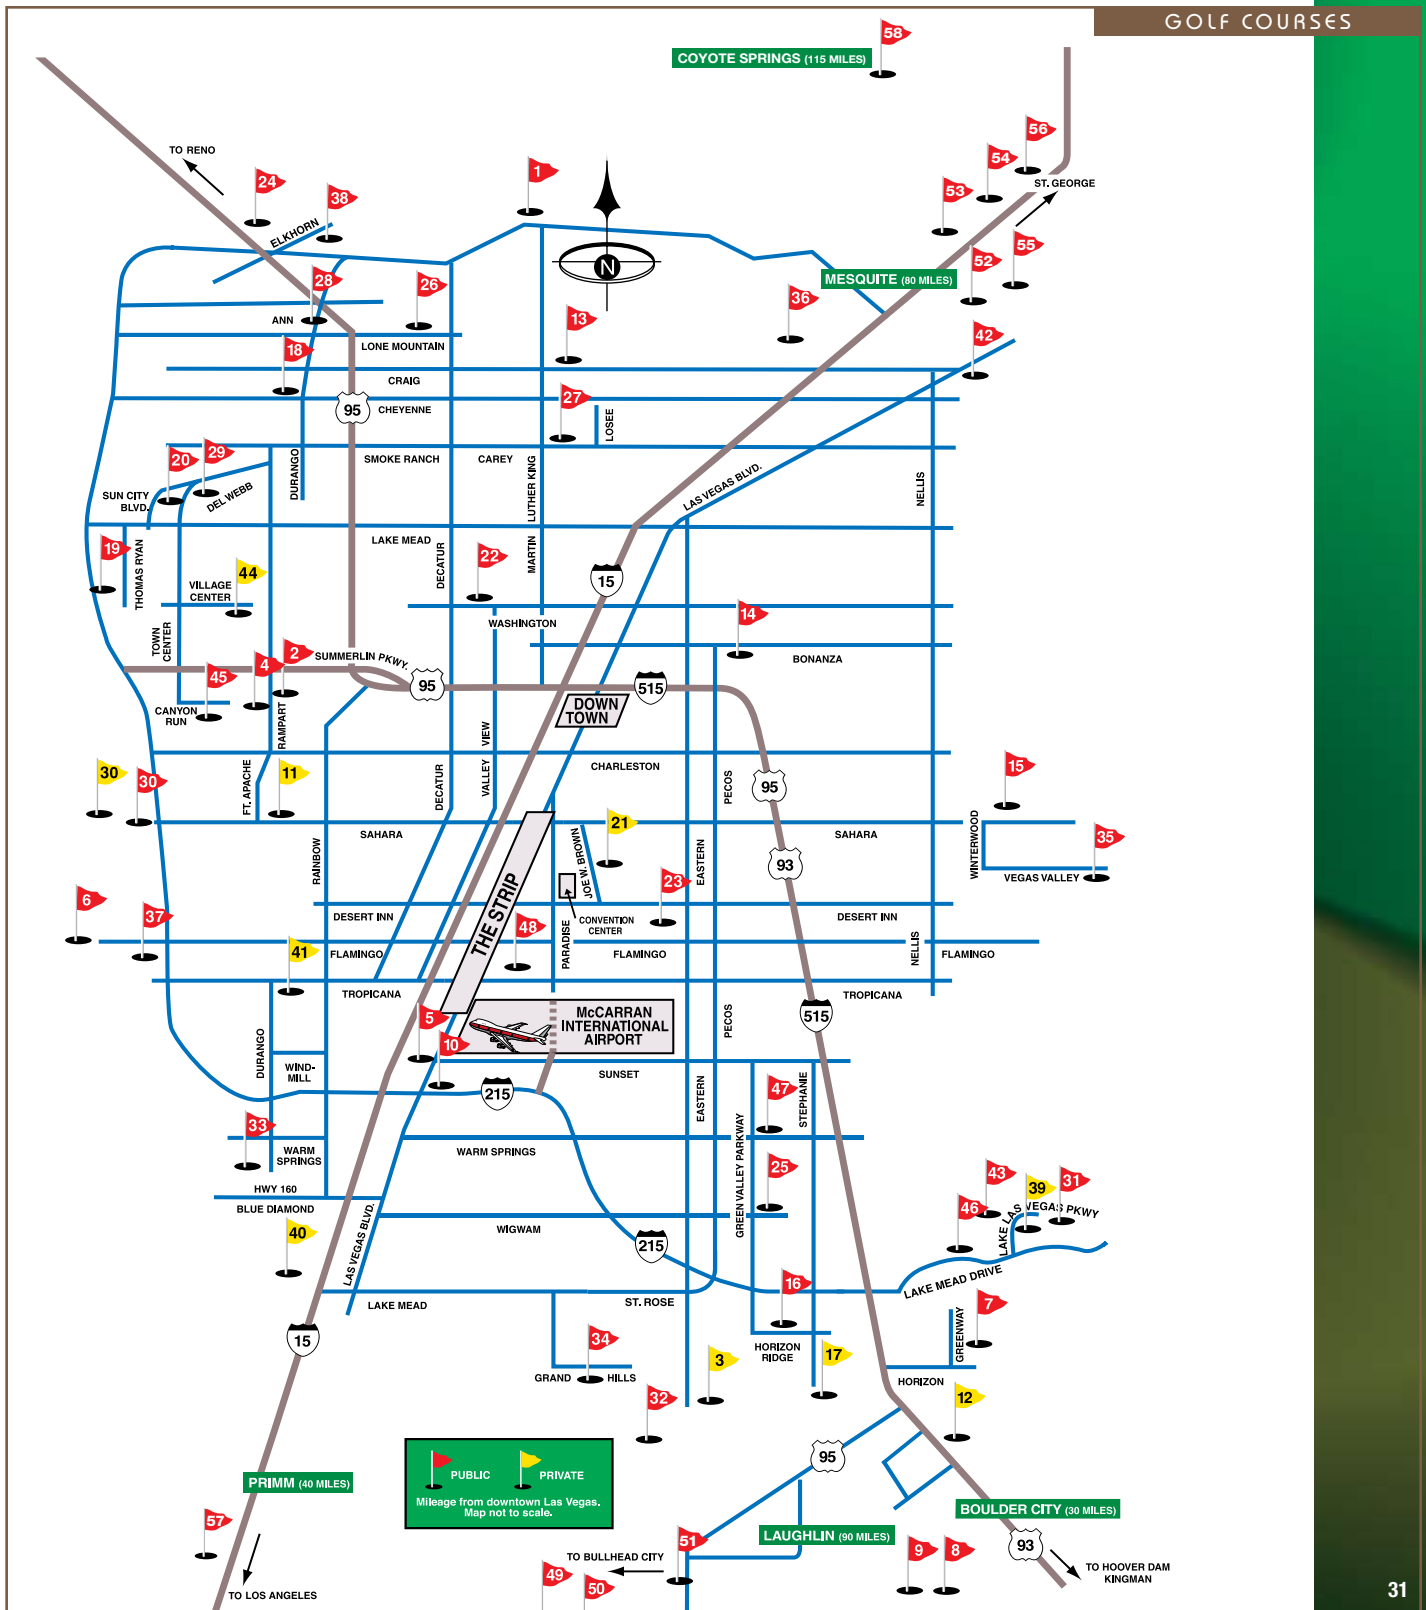 GOLF COURSES
58
COYOTE SPRINGS (115 MILES)
56
54
TO RENO
1
24
53
ST. GEORGE
38
ELKHORN
55
N
52
MESQUITE (80 MILES)
28
26
36
13
ANN
42
LONE MOUNTAIN
18
CRAIG
27
95
CHEYENNE
LOSEE
29
20
SMOKE RANCH
CAREY
DURANGO
MARTIN LUTHER KING
LAS VEGAS BLVD.
NELLIS
SUN CITY
BLVD.
DEL WEBB
LAKE MEAD
19
THOMAS RYAN
DECATUR
22
44
VILLAGE
CENTER
15
14
WASHINGTON
TOWN
CENTER
2
SUMMERLIN PKWY.
BONANZA
4
45
95
515
CANYON
RUN
DOWN
TOWN
RAMPART
VALLEY VIEW
CHARLESTON
30
30
11
FT. APACHE
DECATUR
PECOS
95
15
21
SAHARA
SAHARA
WINTERWOOD
35
RAINBOW
JOE W. BROWN
EASTERN
93
VEGAS VALLEY
THE STRIP
23
6
37
DESERT INN
CONVENTION
CENTER
DESERT INN
48
41
FLAMINGO
PARADISE
FLAMINGO
NELLIS
FLAMINGO
TROPICANA
TROPICANA
5
McCARRAN
INTERNATIONAL
AIRPORT
515
PECOS
10
DURANGO
WIND-
MILL
SUNSET
215
EASTERN
47
STEPHANIE
33
GREEN VALLEY PARKWAY
WARM
SPRINGS
WARM SPRINGS
25
43
39
31
HWY 160
BLUE DIAMOND
LAS VEGAS BLVD.
46
LAKE LAS VEGAS PKWY
40
WIGWAM
215
LAKE MEAD DRIVE
16
LAKE MEAD
ST. ROSE
7
GREENWAY
15
34
HORIZON
RIDGE
17
3
GRAND HILLS
HORIZON
32
12
PUBLIC
PRIVATE
Mileage from downtown Las Vegas.
Map not to scale.
95
PRIMM (40 MILES)
BOULDER CITY (30 MILES)
57
LAUGHLIN (90 MILES)
51
93
9
8
TO BULLHEAD CITY
49
50
TO HOOVER DAM
KINGMAN
TO LOS ANGELES
31